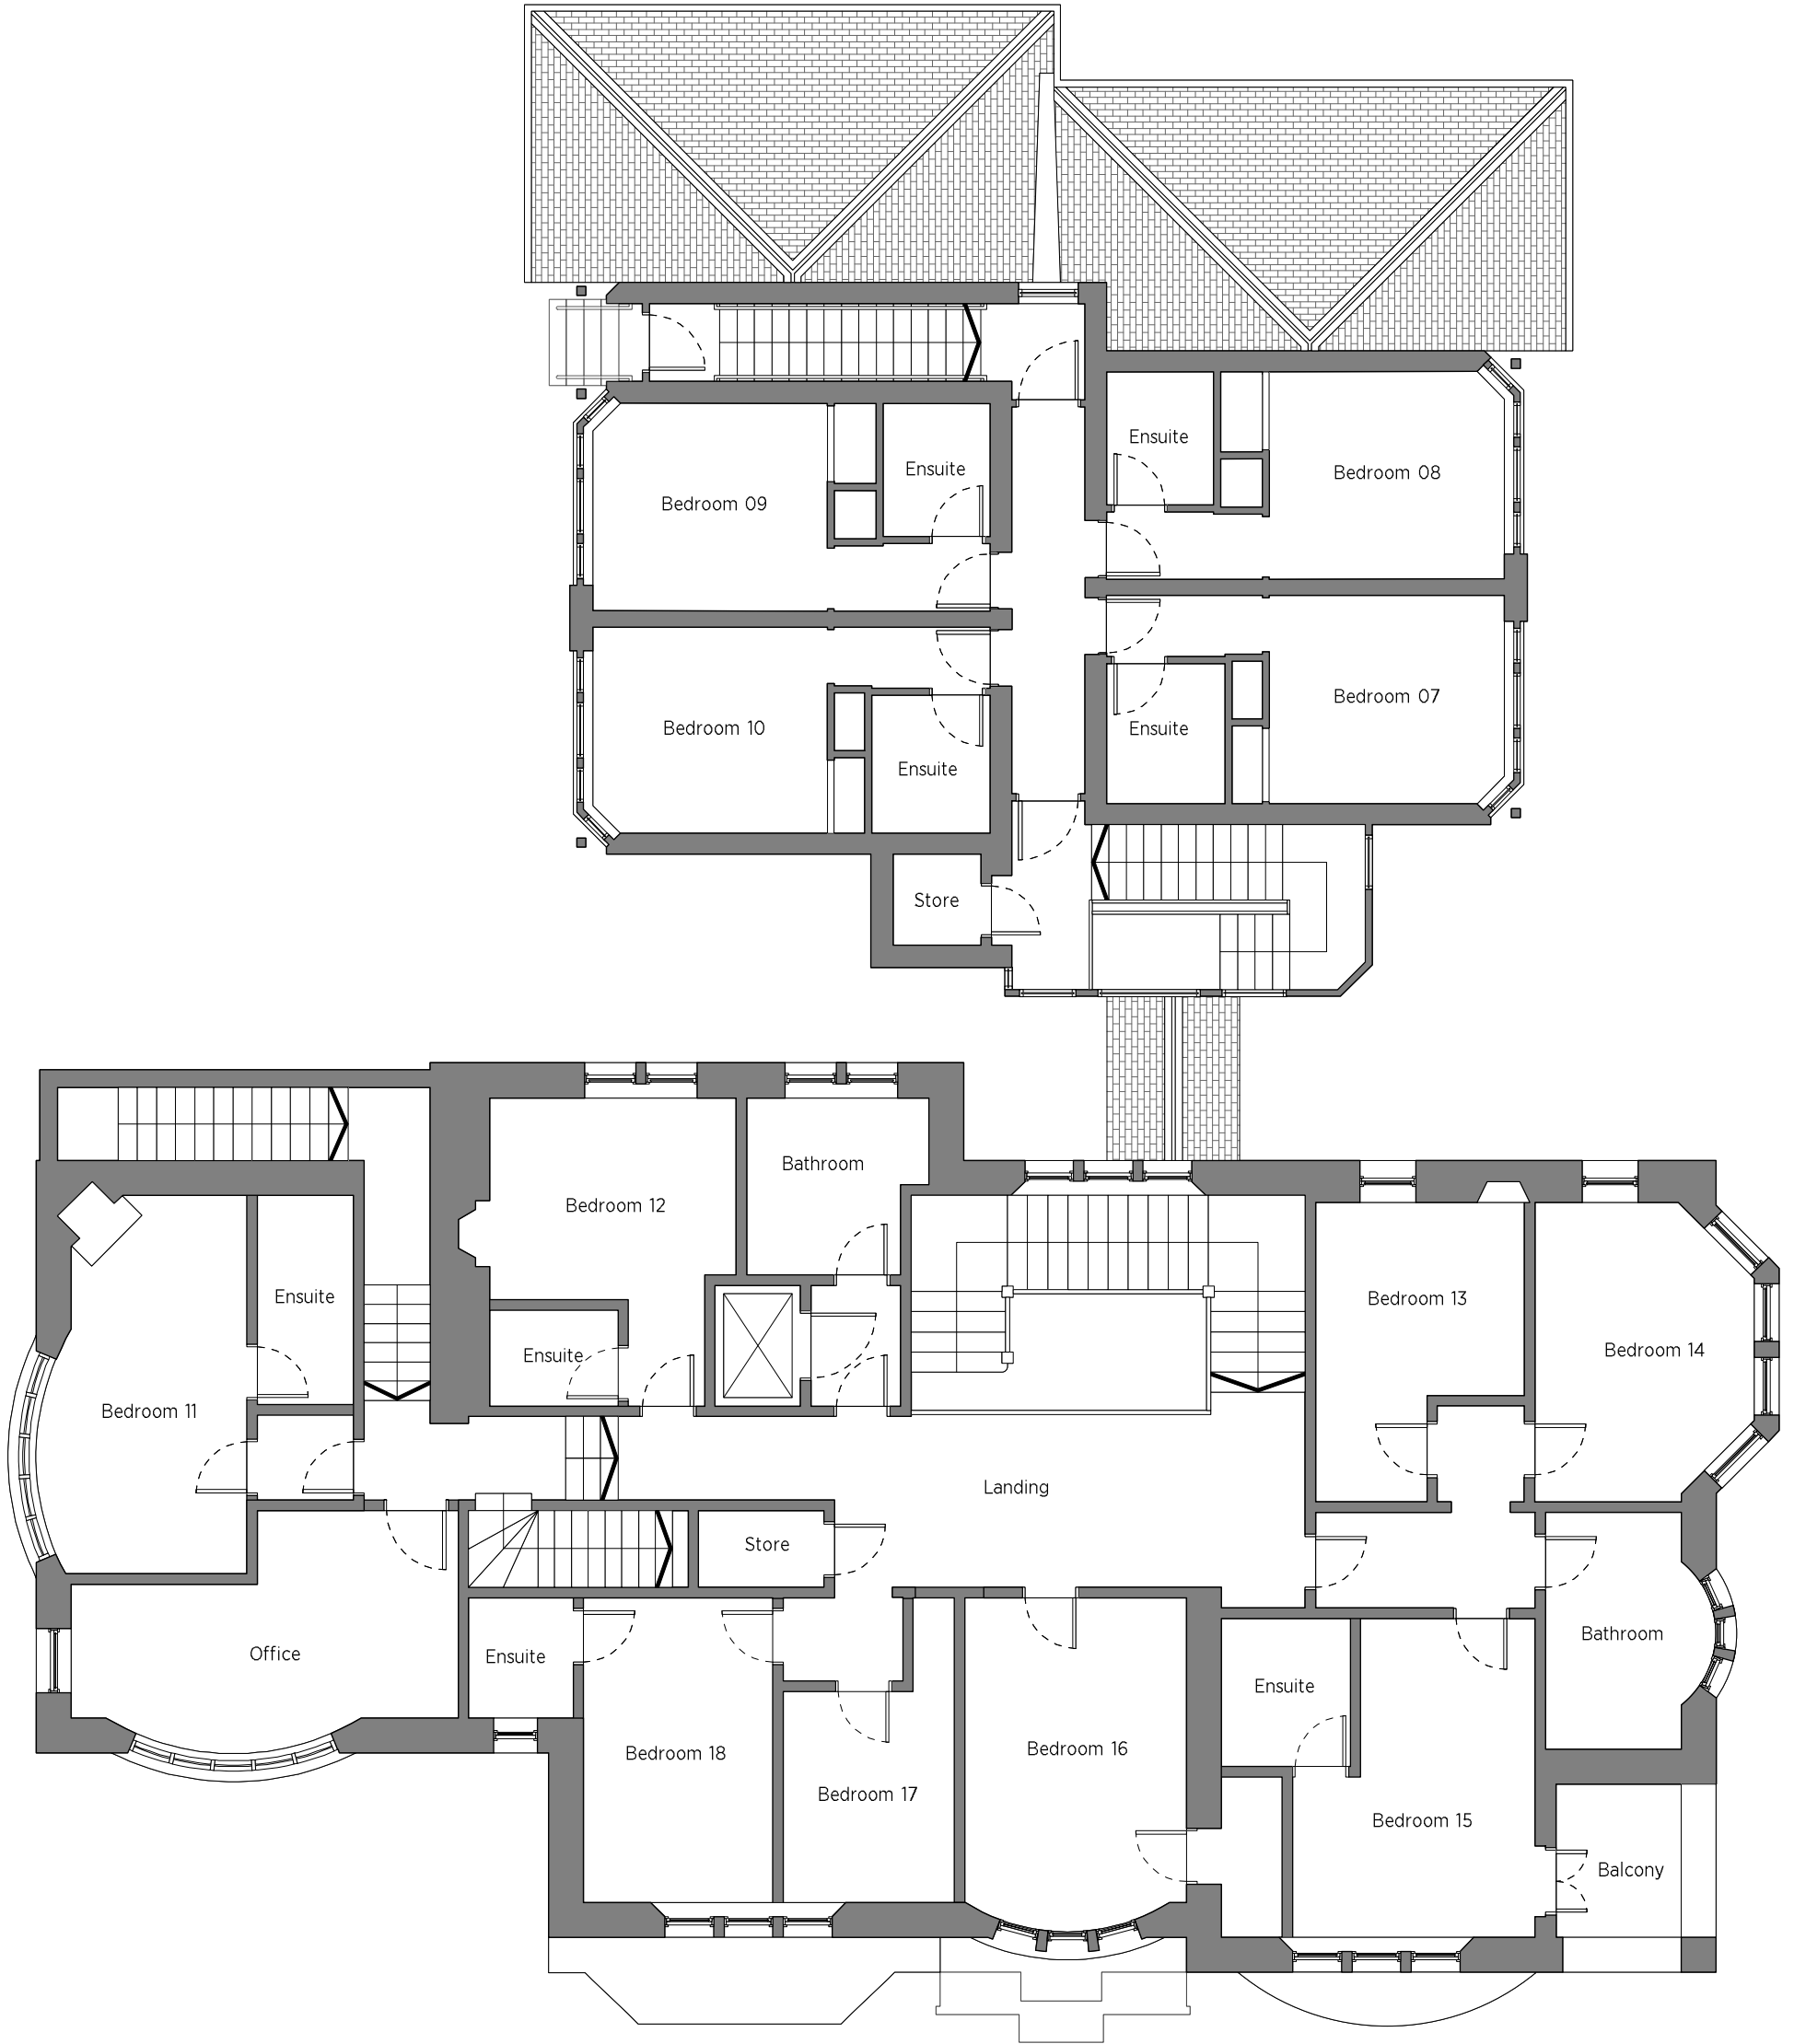 Ensuite
Bedroom 08
Ensuite
Bedroom 09
Bedroom 07
Ensuite
Bedroom 10
Ensuite
Store
Bathroom
Bedroom 12
Ensuite
Bedroom 13
Bedroom 14
Ensuite
Bedroom 11
Landing
Store
Bathroom
Office
Ensuite
Ensuite
Bedroom 16
Bedroom 18
Bedroom 17
Bedroom 15
Balcony